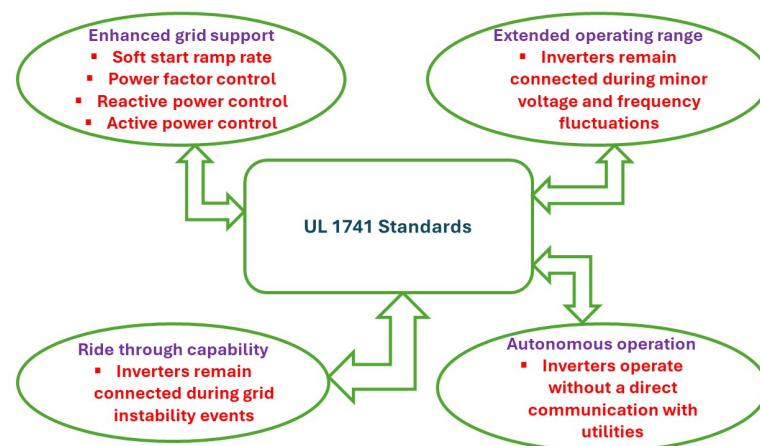 Enhanced grid support
▪ Soft start ramp rate
▪ Power factor control
▪ Reactive power control
▪ Active power control
Extended operating range
▪ Inverters remain
connected during minor
voltage and frequency
fluctuations
UL 1741 Standards
Ride through capability
▪ Inverters remain
connected during grid
instability events
Autonomous operation
▪ Inverters operate
without a direct
communication with
utilities